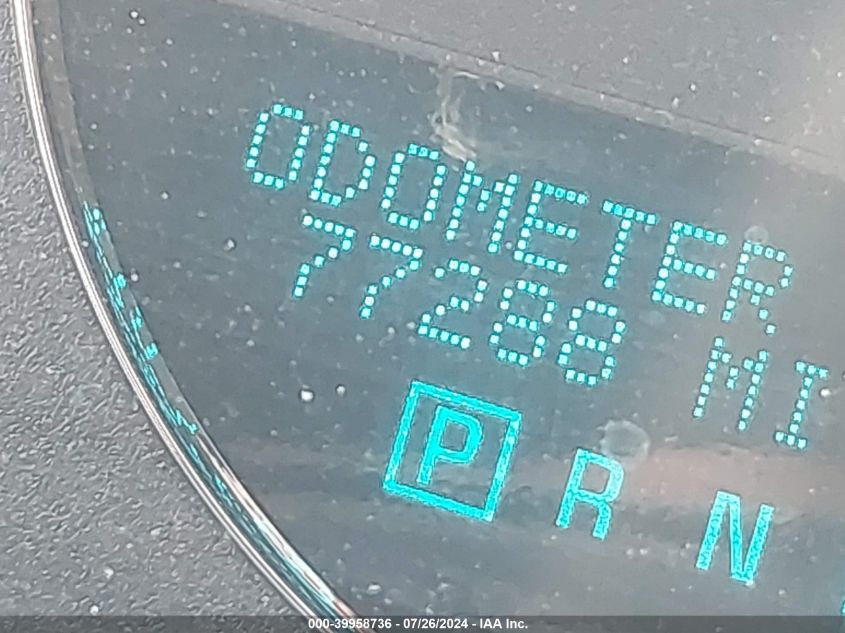 ODOMETER
77288 MI
P R N
000-39958736 - 07/26/2024 - IAA Inc.